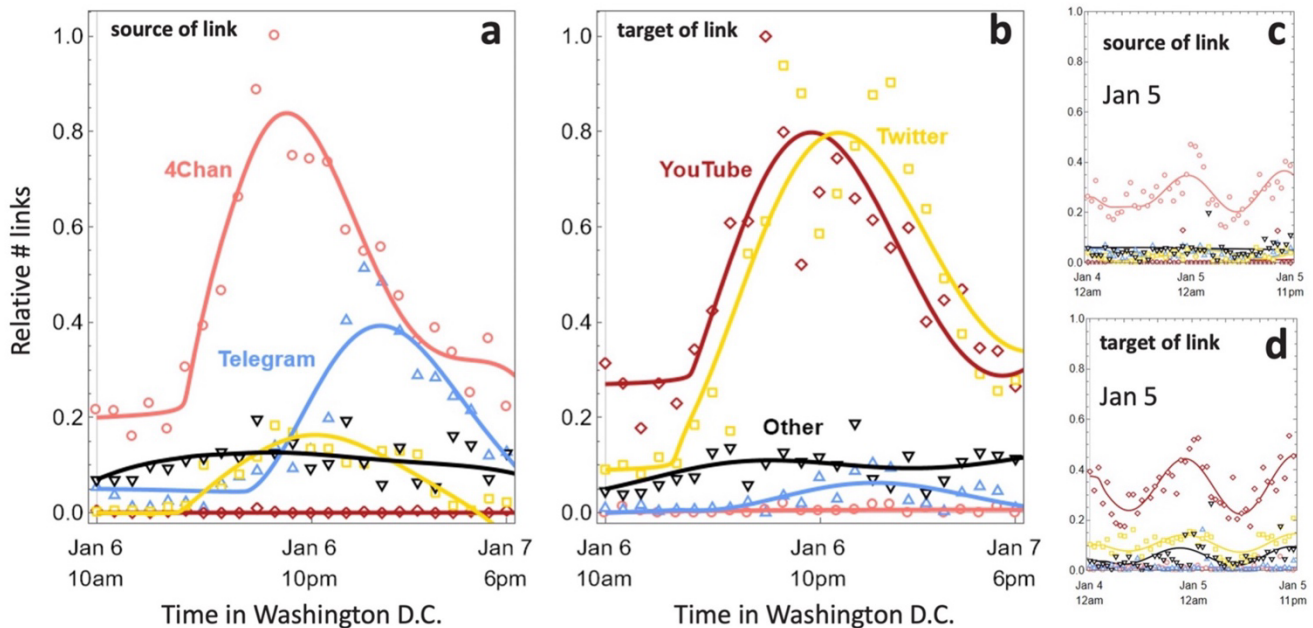 source of link
a
Relative # links
1.0
0.8
0.6
0.4
0.2
0.0
4Chan
Telegram
Jan 6
10am
Jan 6
10pm
Jan 7
6pm
Time in Washington D.C.
target of link
b
1.0
0.8
0.6
0.4
0.2
0.0
YouTube
Twitter
Other
Jan 6
10am
Jan 6
10pm
Jan 7
6pm
Time in Washington D.C.
c
source of link
Jan 5
1.0
0.8
0.6
0.4
0.2
0.0
Jan 4
12am
Jan 5
12am
Jan 5
11pm
d
target of link
Jan 5
1.0
0.8
0.6
0.4
0.2
0.0
Jan 4
12am
Jan 5
12am
Jan 5
11pm